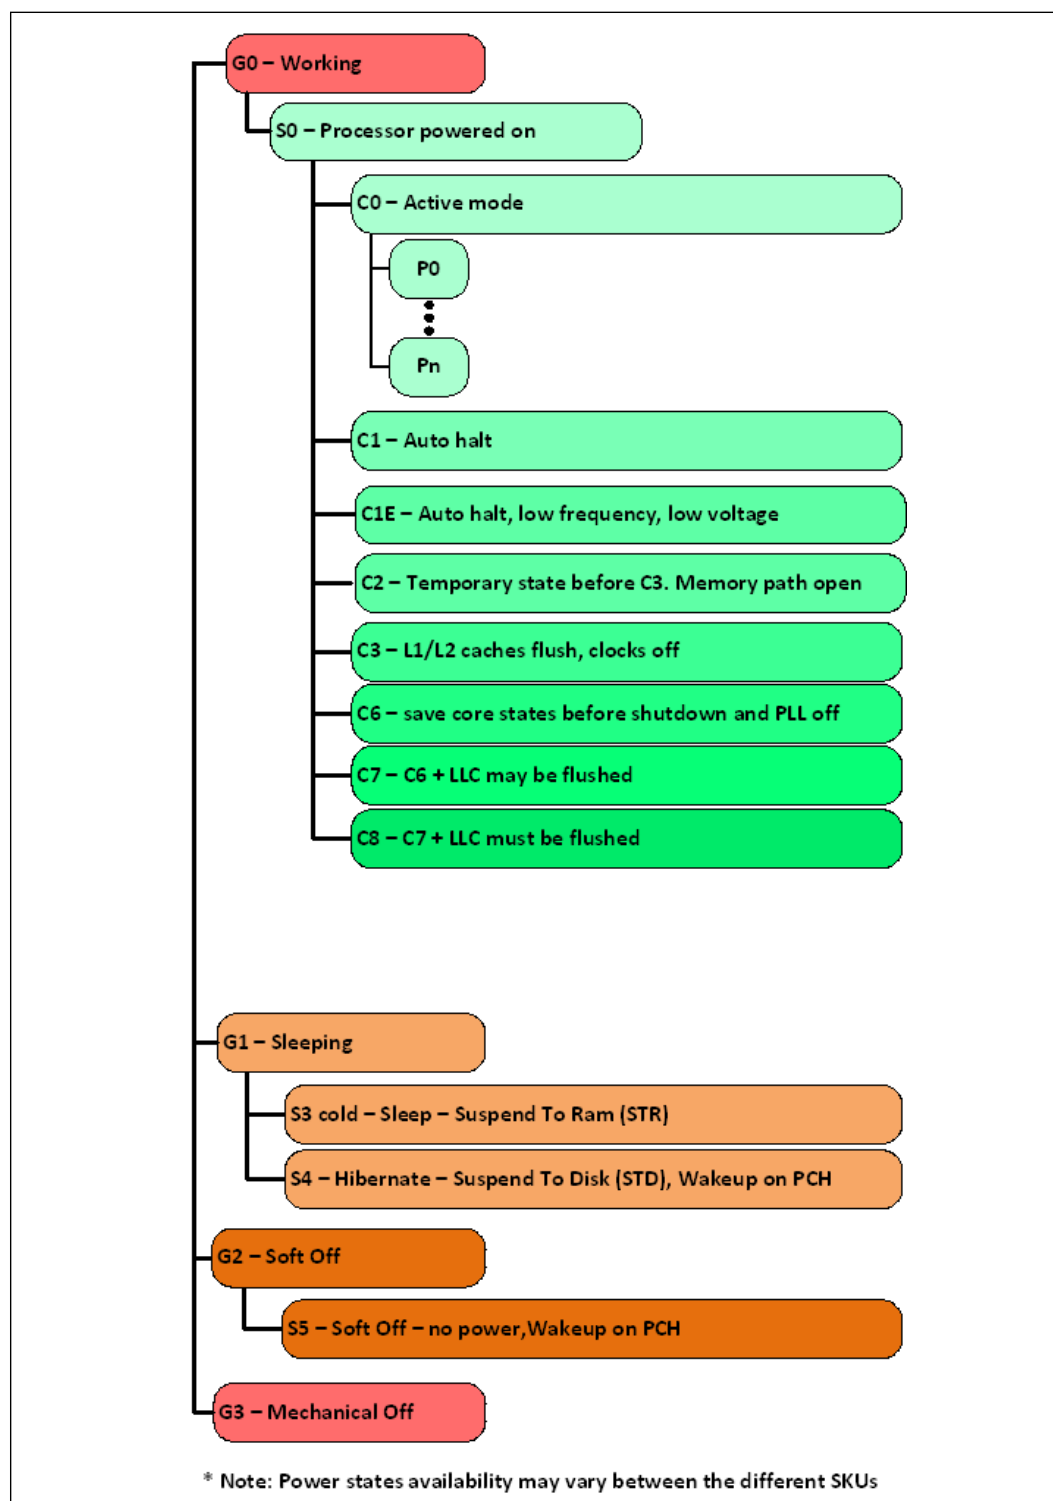 G0 – Working
S0 – Processor powered on
C0 – Active mode
P0
Pn
C1 – Auto halt
C1E – Auto halt, low frequency, low voltage
C2 – Temporary state before C3. Memory path open
C3 – L1/L2 caches flush, clocks off
C6 – save core states before shutdown and PLL off
C7 – C6 + LLC may be flushed
C8 – C7 + LLC must be flushed
G1 – Sleeping
S3 cold – Sleep – Suspend To Ram (STR)
S4 – Hibernate – Suspend To Disk (STD), Wakeup on PCH
G2 – Soft Off
S5 – Soft Off – no power,Wakeup on PCH
G3 – Mechanical Off
* Note: Power states availability may vary between the different SKUs